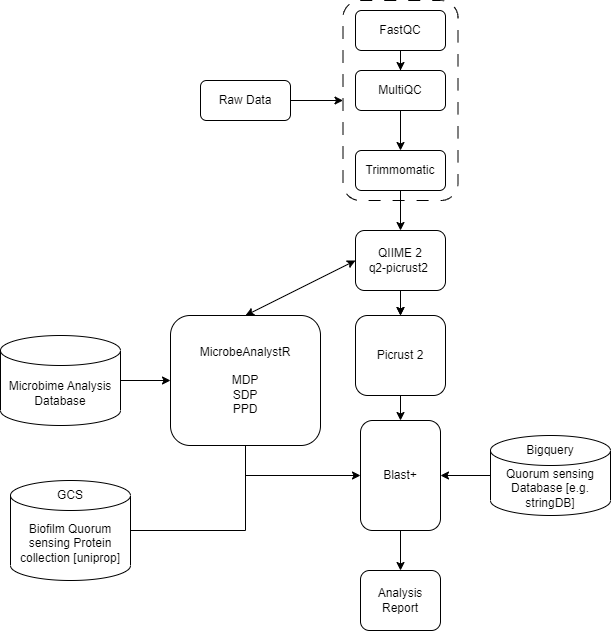 FastQC
MultiQC
Raw Data
Trimmomatic
QIIME 2
q2-picrust2
MicrobeAnalystR
MDP
SDP
PPD
Picrust 2
Microbime Analysis
Database
Blast+
Bigquery
Quorum sensing
Database [e.g.
stringDB]
GCS
Biofilm Quorum
sensing Protein
collection [uniprop]
Analysis
Report